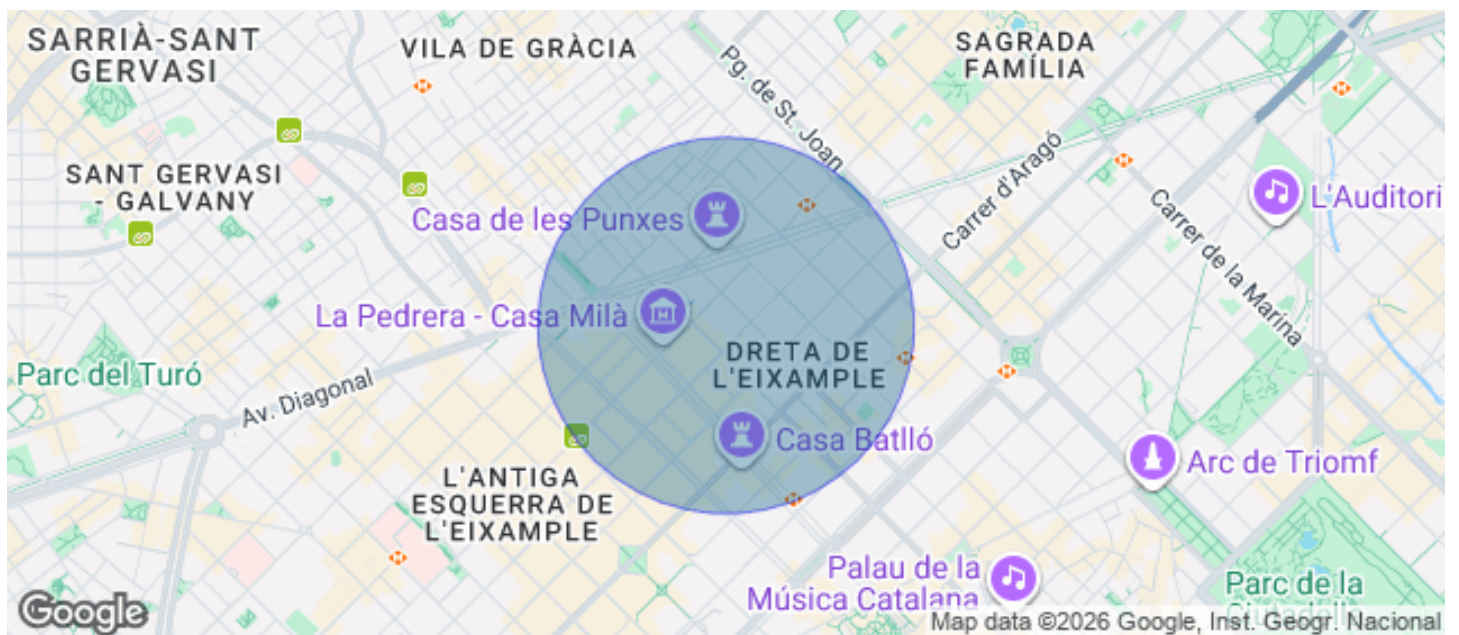 SARRIÀ-SANT
GERVASI
VILA DE GRÀCIA
SAGRADA
FAMÍLIA
Pg. de St. Joan
Carrer d'Aragó
SANT GERVASI
- GALVANY
Casa de les Punxes
L'Auditori
Carrer de la Marina
La Pedrera - Casa Milà
DRETA DE
L'EIXAMPLE
Parc del Turó
Av. Diagonal
Casa Batlló
Arc de Triomf
L'ANTIGA
ESQUERRA DE
L'EIXAMPLE
Palau de la
Música Catalana
Parc de la
Google
Map data ©2026 Google, Inst. Geogr. Nacional